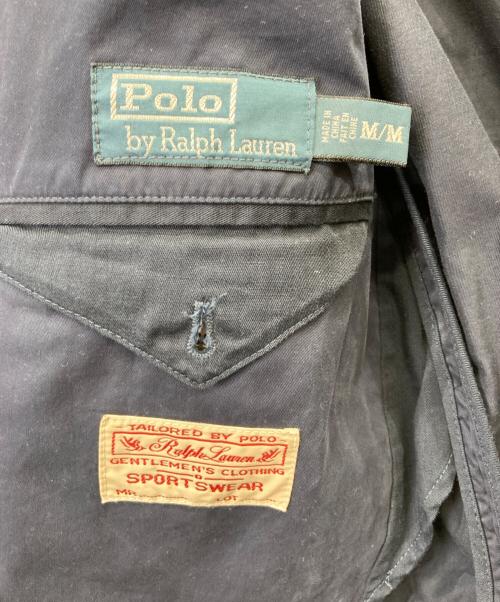 Polo
by Ralph Lauren
MADE IN
CHINA
FAIT EN
CHINE
M/M
TAILORED BY POLO
Ralph Lauren
GENTLEMEN'S CLOTHING
SPORTSWEAR
MR. LOT